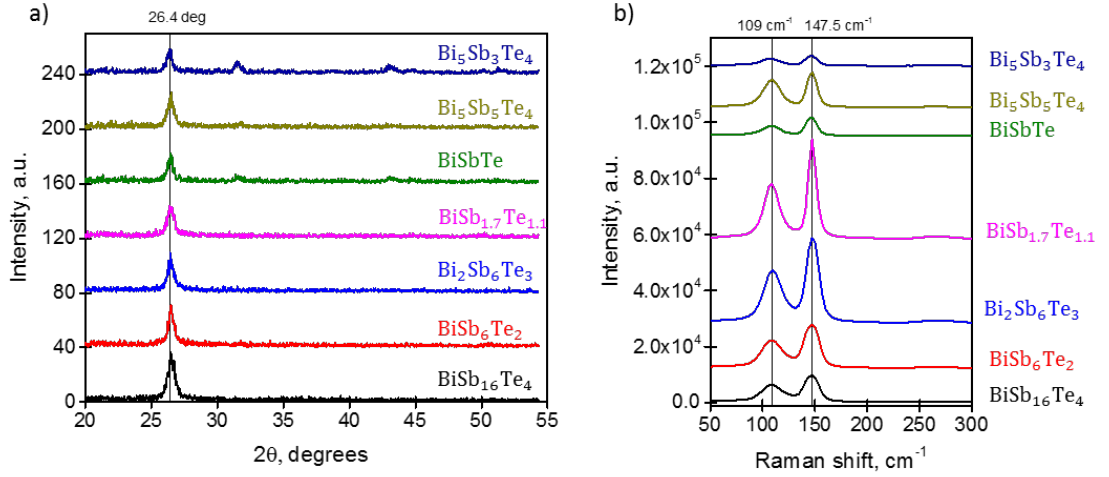 a)
26.4 deg
Intensity, a.u.
240
200
160
120
80
40
0
Bi₅Sb₃Te₄
Bi₅Sb₅Te₄
BiSbTe
BiSb₁.₇Te₁.₁
Bi₂Sb₆Te₃
BiSb₆Te₂
BiSb₁₆Te₄
20 25 30 35 40 45 50 55
2θ, degrees
b)
109 cm⁻¹ 147.5 cm⁻¹
Intensity, a.u.
1.2x10⁵
1.0x10⁵
8.0x10⁴
6.0x10⁴
4.0x10⁴
2.0x10⁴
0.0
Bi₅Sb₃Te₄
Bi₅Sb₅Te₄
BiSbTe
BiSb₁.₇Te₁.₁
Bi₂Sb₆Te₃
BiSb₆Te₂
BiSb₁₆Te₄
50 100 150 200 250 300
Raman shift, cm⁻¹